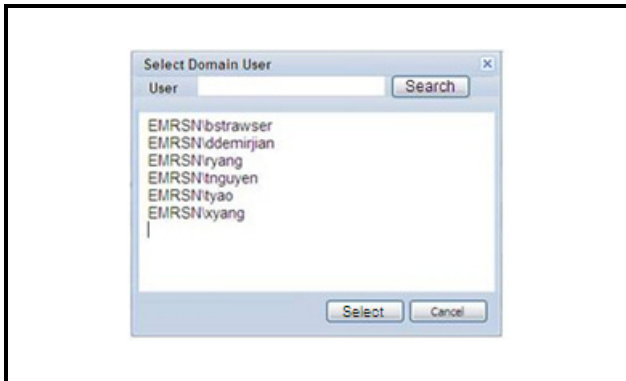 Select Domain User
User Search
EMRSN\bstrawser
EMRSN\ddemirjian
EMRSN\ryang
EMRSN\tnguyen
EMRSN\tyao
EMRSN\xyang
Select Cancel